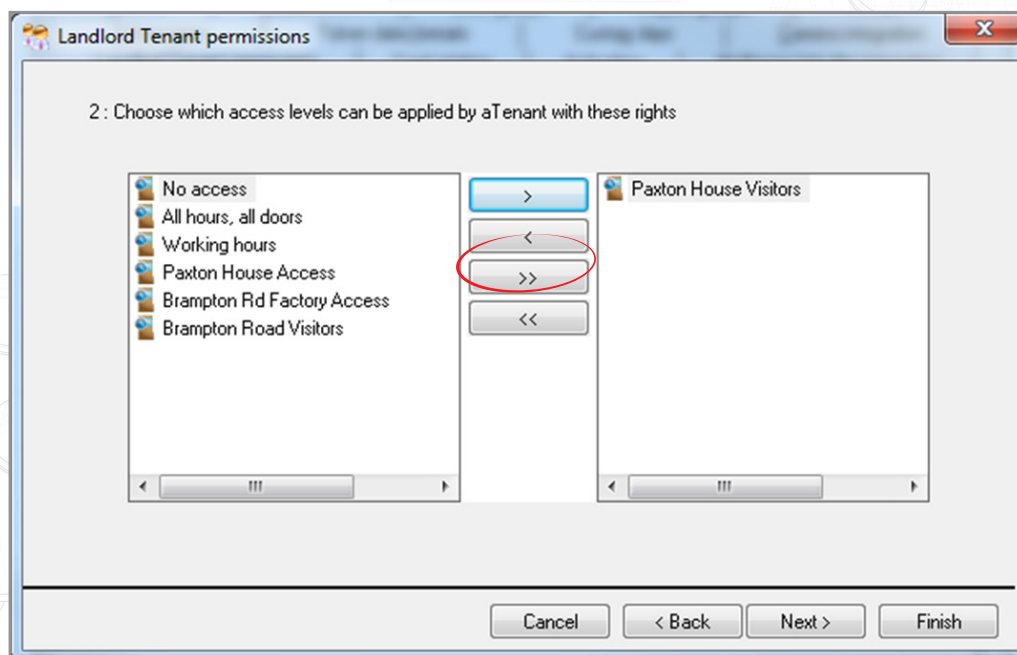 Landlord Tenant permissions
2 : Choose which access levels can be applied by aTenant with these rights
No access
All hours, all doors
Working hours
Paxton House Access
Brampton Rd Factory Access
Brampton Road Visitors
>
<
>>
<<
Paxton House Visitors
Cancel
< Back
Next >
Finish